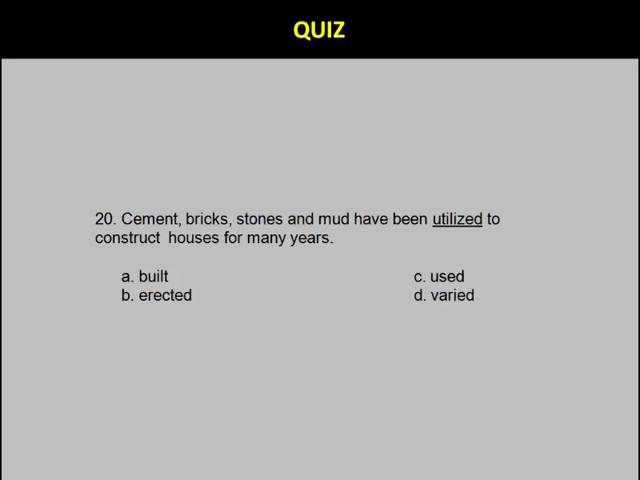 QUIZ
20. Cement, bricks, stones and mud have been utilized to
construct  houses for many years.
a. built
c. used
b. erected
d. varied